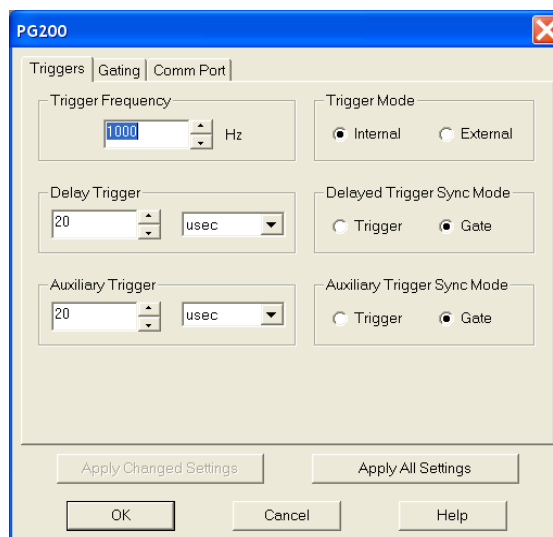 PG200
Triggers Gating Comm Port
Trigger Frequency Trigger Mode
1000 Hz Internal External
Delay Trigger Delayed Trigger Sync Mode
20 usec Trigger Gate
Auxiliary Trigger Auxiliary Trigger Sync Mode
20 usec Trigger Gate
Apply Changed Settings Apply All Settings
OK Cancel Help